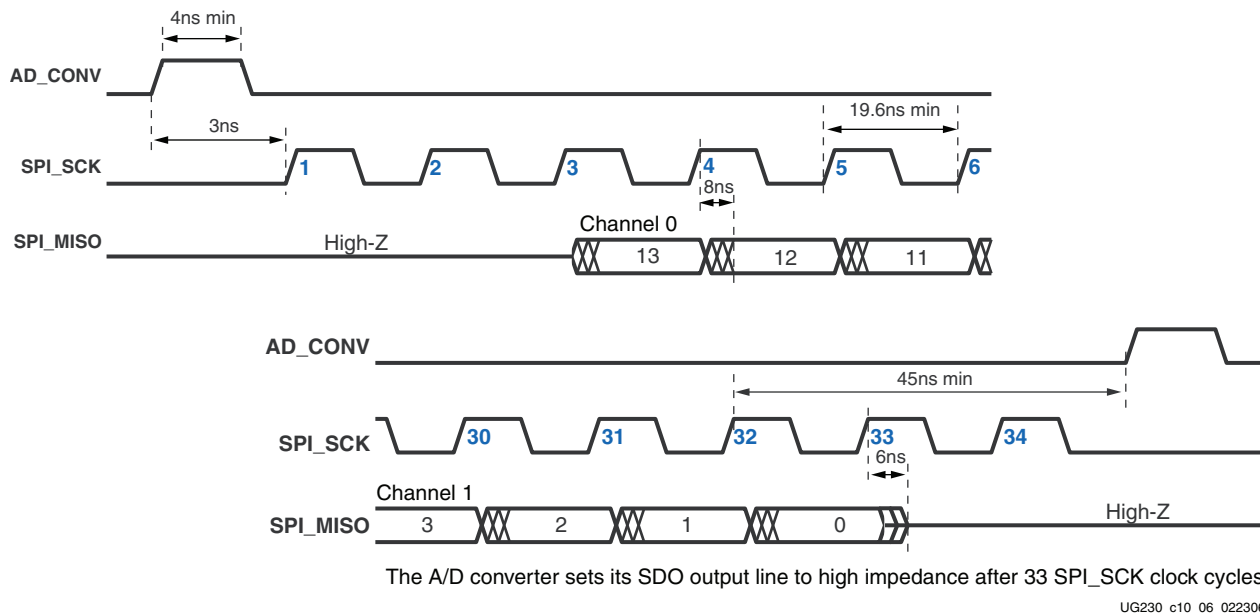 4ns min
AD_CONV
3ns
19.6ns min
SPI_SCK
1 2 3 4 5 6
8ns
Channel 0
SPI_MISO High-Z 13 12 11
AD_CONV
45ns min
SPI_SCK 30 31 32 33 34
6ns
Channel 1
SPI_MISO 3 2 1 0 High-Z
The A/D converter sets its SDO output line to high impedance after 33 SPI_SCK clock cycles